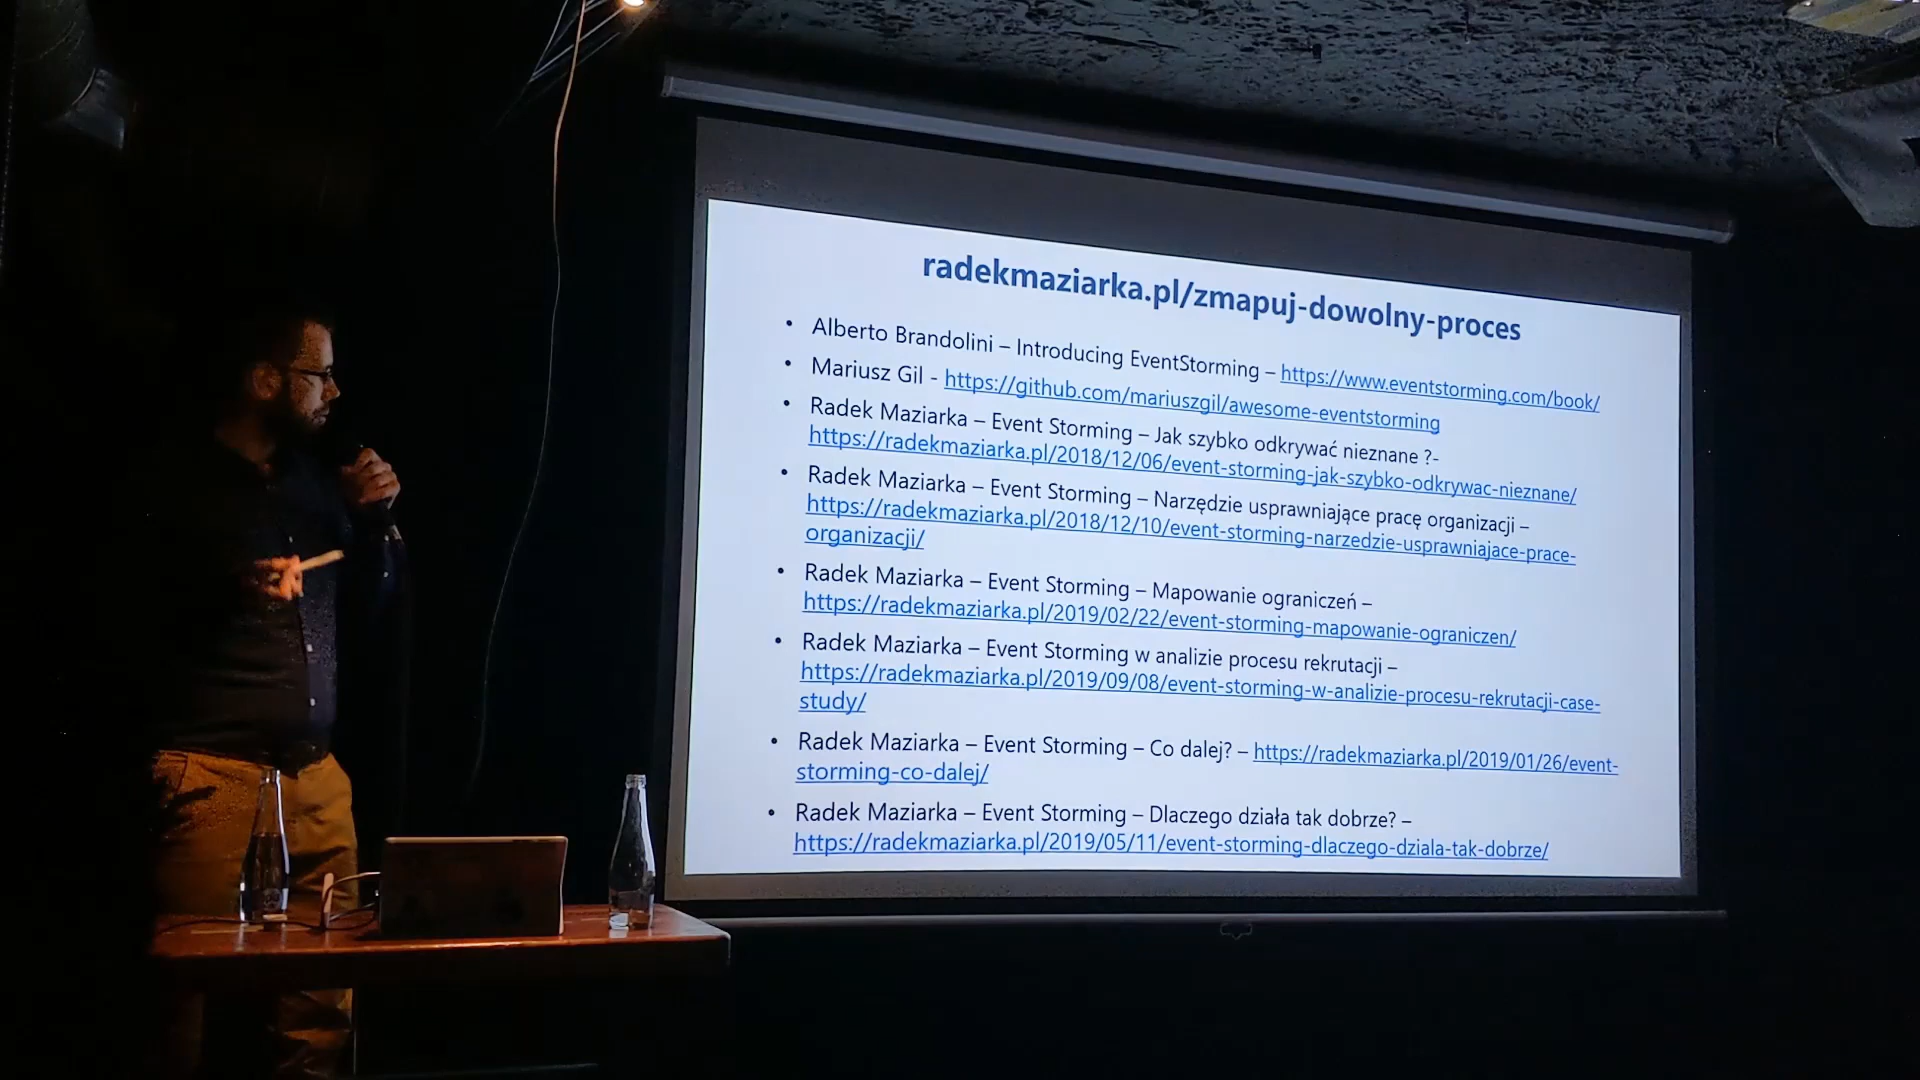 radekmaziarka.pl/zmapuj-dowolny-proces
• Alberto Brandolini – Introducing EventStorming – https://www.eventstorming.com/book/
• Mariusz Gil - https://github.com/mariuszgil/awesome-eventstorming
• Radek Maziarka – Event Storming – Jak szybko odkrywać nieznane ?-
https://radekmaziarka.pl/2018/12/06/event-storming-jak-szybko-odkrywac-nieznane/
• Radek Maziarka – Event Storming – Narzędzie usprawniające pracę organizacji –
https://radekmaziarka.pl/2018/12/10/event-storming-narzedzie-usprawniajace-prace-
organizacji/
• Radek Maziarka – Event Storming – Mapowanie ograniczeń –
https://radekmaziarka.pl/2019/02/22/event-storming-mapowanie-ograniczen/
• Radek Maziarka – Event Storming w analizie procesu rekrutacji –
https://radekmaziarka.pl/2019/09/08/event-storming-w-analizie-procesu-rekrutacji-case-
study/
• Radek Maziarka – Event Storming – Co dalej? – https://radekmaziarka.pl/2019/01/26/event-
storming-co-dalej/
• Radek Maziarka – Event Storming – Dlaczego działa tak dobrze? –
https://radekmaziarka.pl/2019/05/11/event-storming-dlaczego-dziala-tak-dobrze/